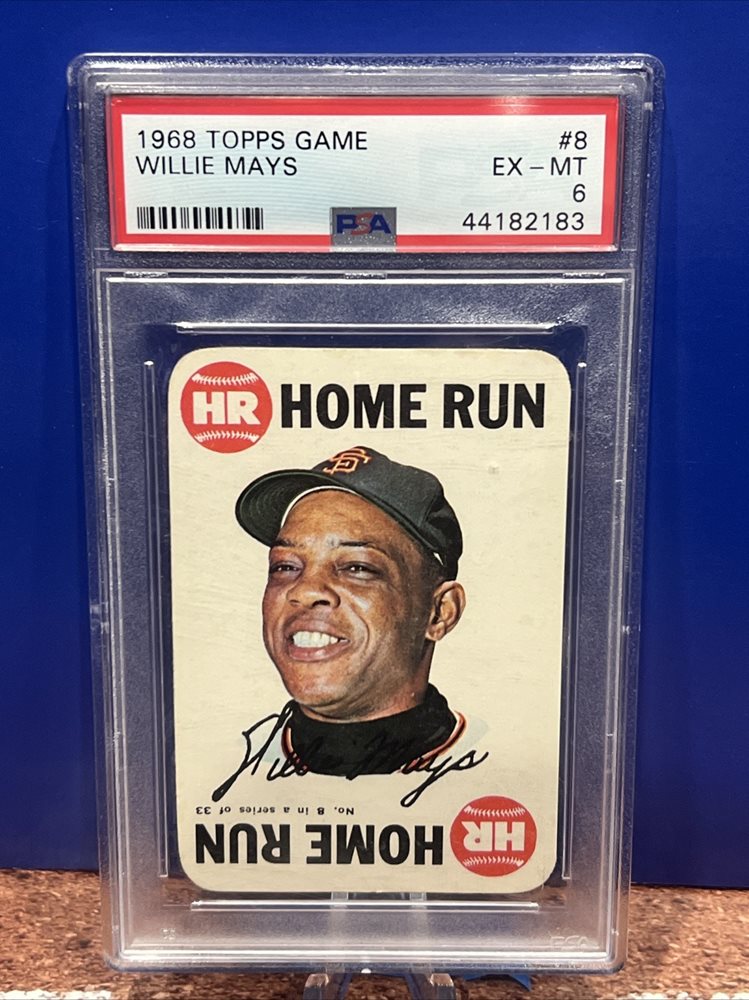 1968 TOPPS GAME #8
WILLIE MAYS EX - MT
6
PSA 44182183
HR HOME RUN
SF
Willie Mays
No. 8 in a series of 33
HR HOME RUN
PSA